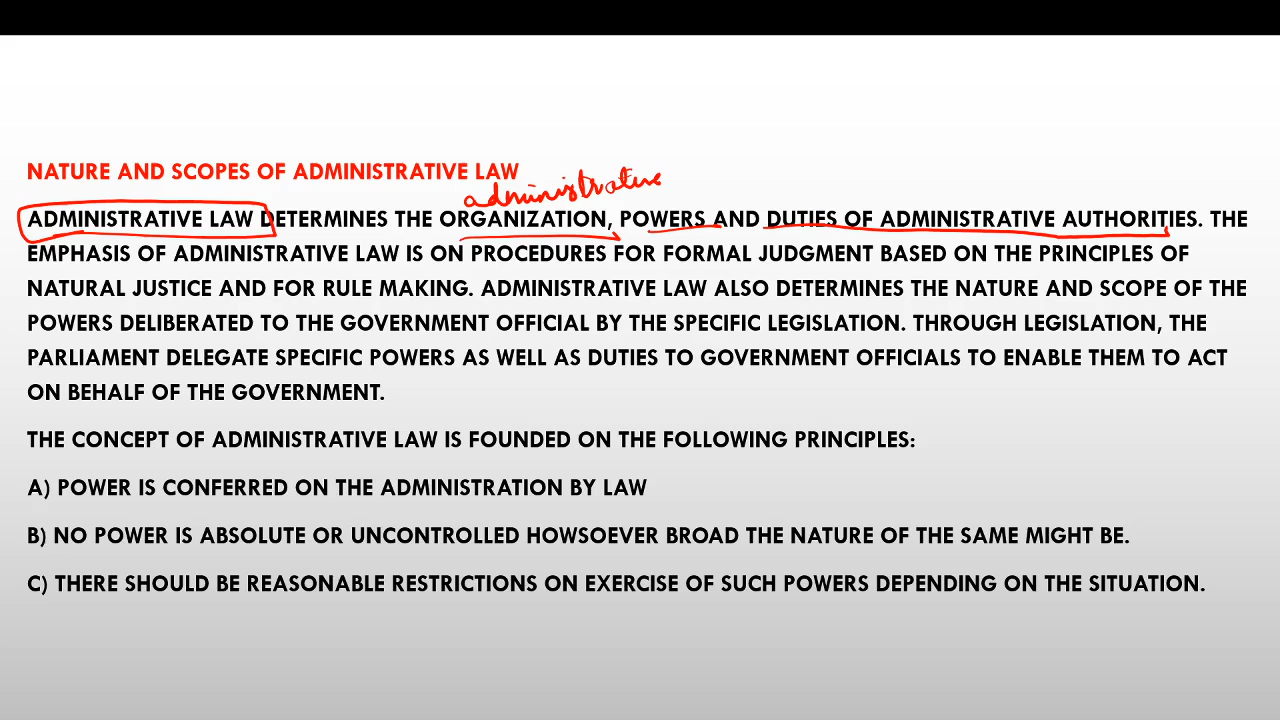 NATURE AND SCOPES OF ADMINISTRATIVE LAW
administrative
ADMINISTRATIVE LAW DETERMINES THE ORGANIZATION, POWERS AND DUTIES OF ADMINISTRATIVE AUTHORITIES. THE
EMPHASIS OF ADMINISTRATIVE LAW IS ON PROCEDURES FOR FORMAL JUDGMENT BASED ON THE PRINCIPLES OF
NATURAL JUSTICE AND FOR RULE MAKING. ADMINISTRATIVE LAW ALSO DETERMINES THE NATURE AND SCOPE OF THE
POWERS DELIBERATED TO THE GOVERNMENT OFFICIAL BY THE SPECIFIC LEGISLATION. THROUGH LEGISLATION, THE
PARLIAMENT DELEGATE SPECIFIC POWERS AS WELL AS DUTIES TO GOVERNMENT OFFICIALS TO ENABLE THEM TO ACT
ON BEHALF OF THE GOVERNMENT.
THE CONCEPT OF ADMINISTRATIVE LAW IS FOUNDED ON THE FOLLOWING PRINCIPLES:
A) POWER IS CONFERRED ON THE ADMINISTRATION BY LAW
B) NO POWER IS ABSOLUTE OR UNCONTROLLED HOWSOEVER BROAD THE NATURE OF THE SAME MIGHT BE.
C) THERE SHOULD BE REASONABLE RESTRICTIONS ON EXERCISE OF SUCH POWERS DEPENDING ON THE SITUATION.